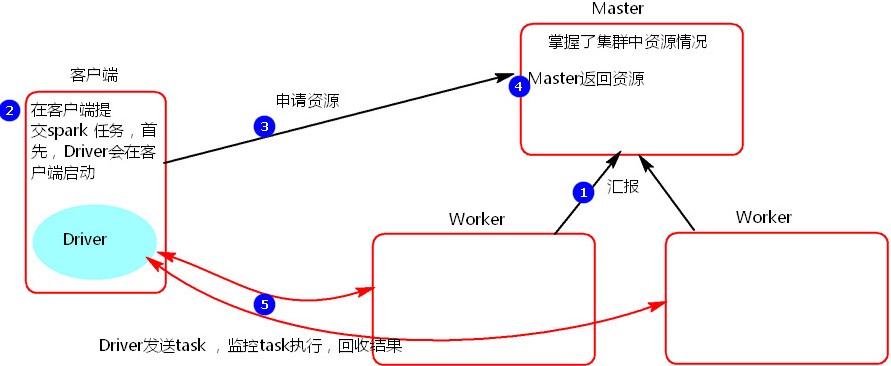 Master
掌握了集群中资源情况
4
Master返回资源
客户端
2
在客户端提
交spark 任务，首
先，Driver会在客
户端启动
申请资源
3
1
汇报
Worker
Worker
Driver
5
Driver发送task ，监控task执行，回收结果